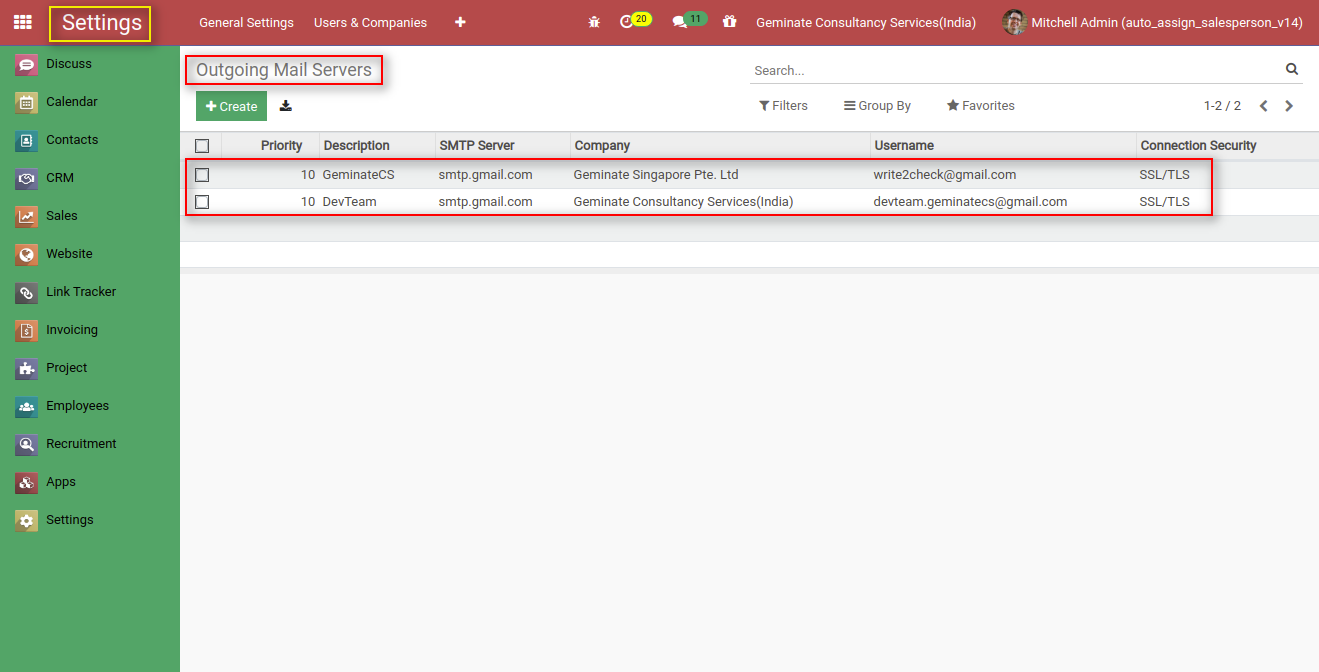 Settings General Settings Users & Companies 20 11 Geminate Consultancy Services(India) Mitchell Admin (auto_assign_salesperson_v14)
Discuss
Calendar
Contacts
CRM
Sales
Website
Link Tracker
Invoicing
Project
Employees
Recruitment
Apps
Settings
Outgoing Mail Servers
Search...
Create
Filters Group By Favorites 1-2 / 2
Priority Description SMTP Server Company Username Connection Security
10 GeminateCS smtp.gmail.com Geminate Singapore Pte. Ltd write2check@gmail.com SSL/TLS
10 DevTeam smtp.gmail.com Geminate Consultancy Services(India) devteam.geminatecs@gmail.com SSL/TLS